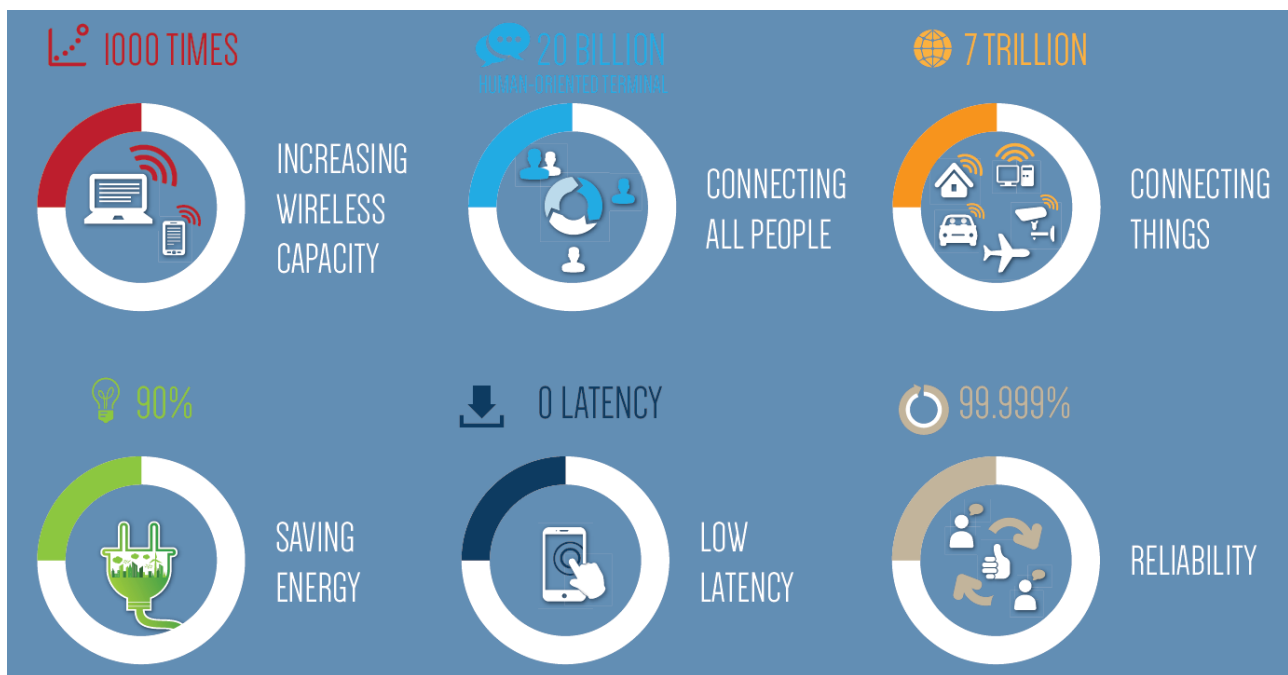 1000 TIMES
INCREASING
WIRELESS
CAPACITY
20 BILLION
HUMAN-ORIENTED TERMINAL
CONNECTING
ALL PEOPLE
7 TRILLION
CONNECTING
THINGS
90%
SAVING
ENERGY
0 LATENCY
LOW
LATENCY
99.999%
RELIABILITY